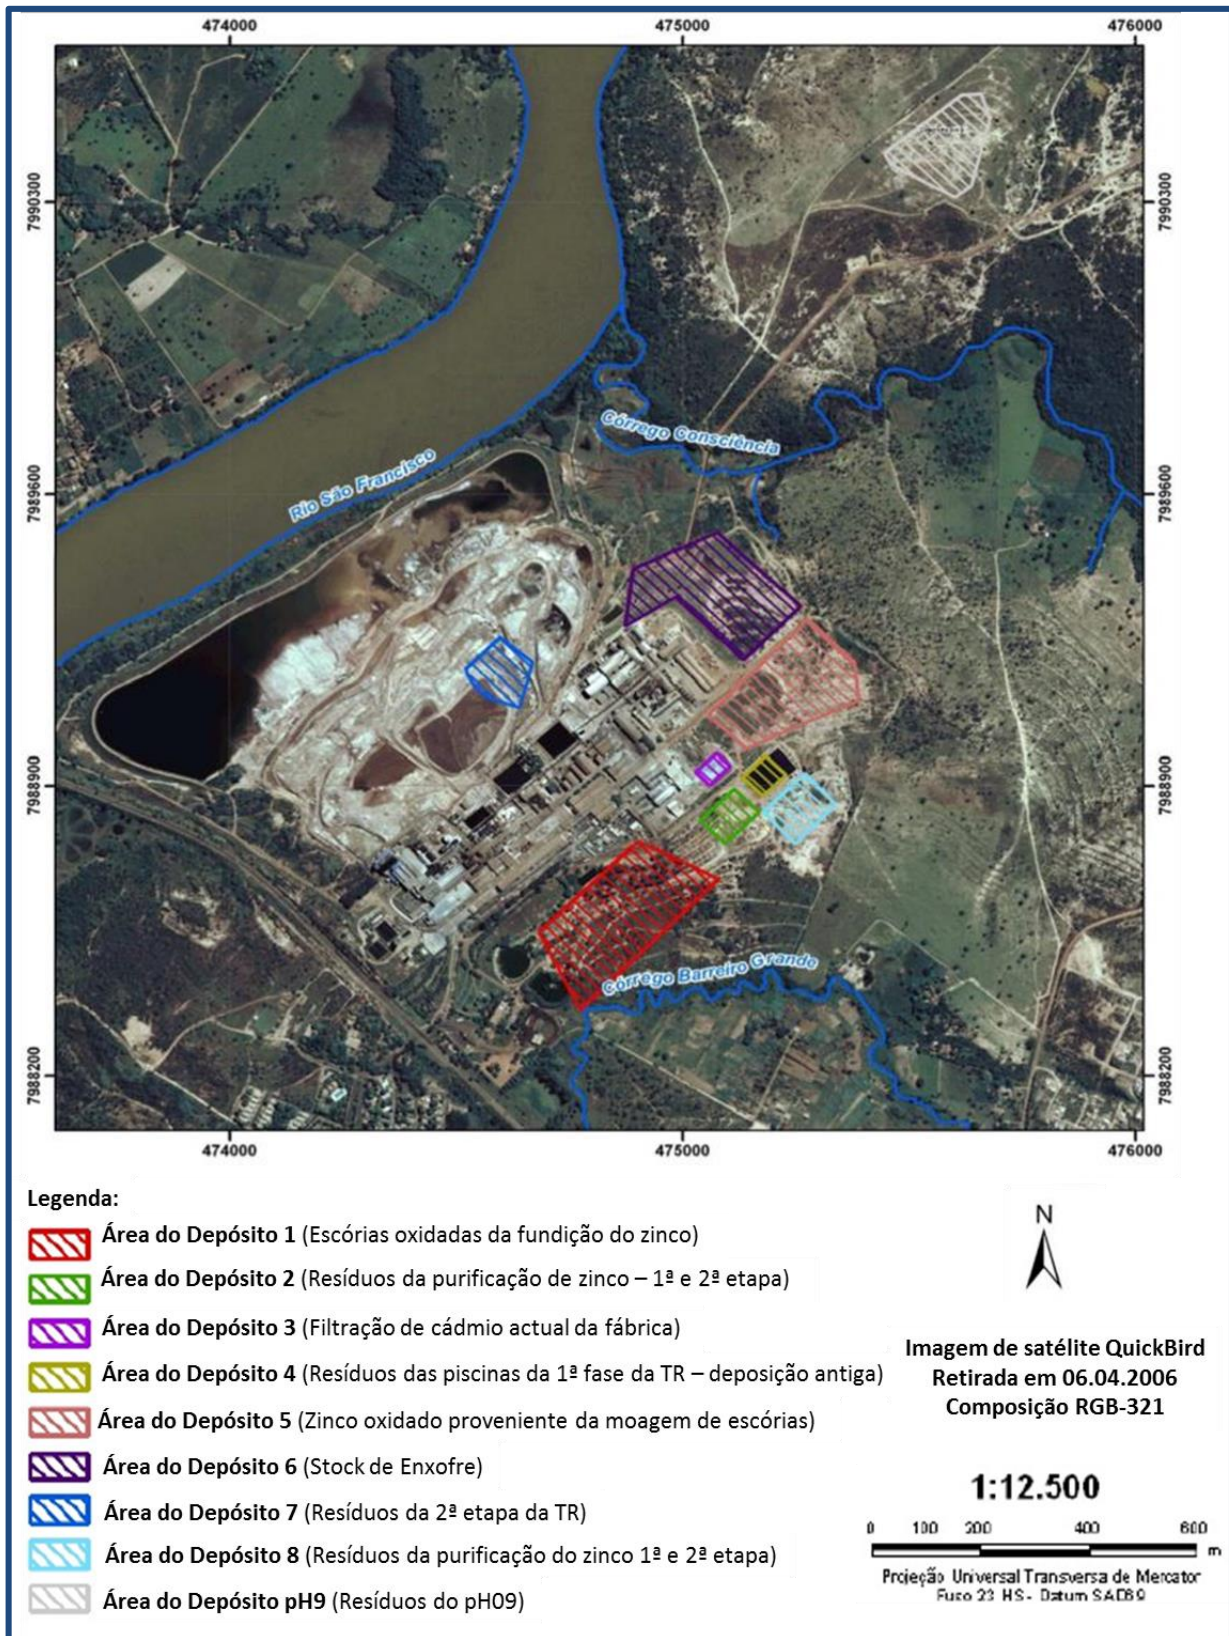 474000 475000 476000
7990300 7990300
Córrego Consciência
Rio São Francisco
7989600 7989600
7988900 7988900
Córrego Barreiro Grande
7988200 7988200
474000 475000 476000
Legenda:
Área do Depósito 1 (Escórias oxidadas da fundição do zinco)
Área do Depósito 2 (Resíduos da purificação de zinco – 1ª e 2ª etapa)
Área do Depósito 3 (Filtração de cádmio actual da fábrica)
Área do Depósito 4 (Resíduos das piscinas da 1ª fase da TR – deposição antiga)
Área do Depósito 5 (Zinco oxidado proveniente da moagem de escórias)
Área do Depósito 6 (Stock de Enxofre)
Área do Depósito 7 (Resíduos da 2ª etapa da TR)
Área do Depósito 8 (Resíduos da purificação do zinco 1ª e 2ª etapa)
Área do Depósito pH9 (Resíduos do pH09)
N
Imagem de satélite QuickBird
Retirada em 06.04.2006
Composição RGB-321
1:12.500
0 100 200 400 600
m
Projeção Universal Transversa de Mercator
Fuso 23 HS - Datum SAD69